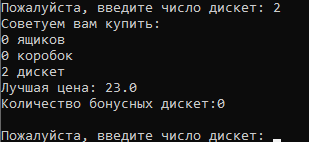 Пожалуйста, введите число дискет: 2
Советуем вам купить:
0 ящиков
0 коробок
2 дискет
Лучшая цена: 23.0
Количество бонусных дискет:0
Пожалуйста, введите число дискет: